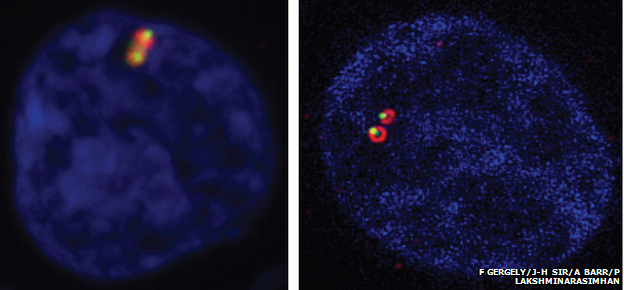 F GERGELY/J-H SIR/A BARR/P
LAKSHMINARASIMHAN